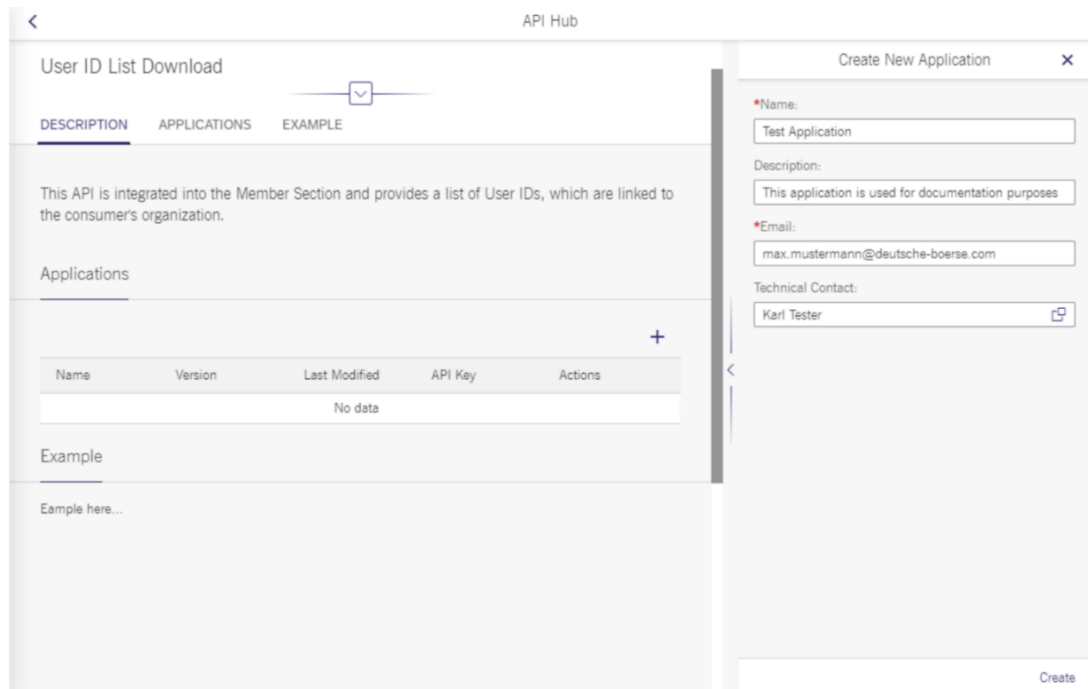 API Hub
User ID List Download
DESCRIPTION APPLICATIONS EXAMPLE
This API is integrated into the Member Section and provides a list of User IDs, which are linked to
the consumer's organization.
Applications
Name Version Last Modified API Key Actions
No data
Example
Eample here...
Create New Application
*Name:
Test Application
Description:
This application is used for documentation purposes
*Email:
max.mustermann@deutsche-boerse.com
Technical Contact:
Karl Tester
Create